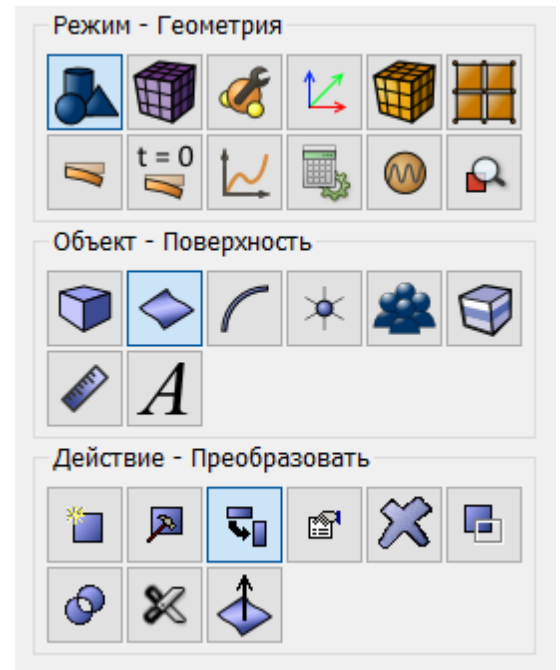 Режим - Геометрия
t = 0
Объект - Поверхность
A
Действие - Преобразовать